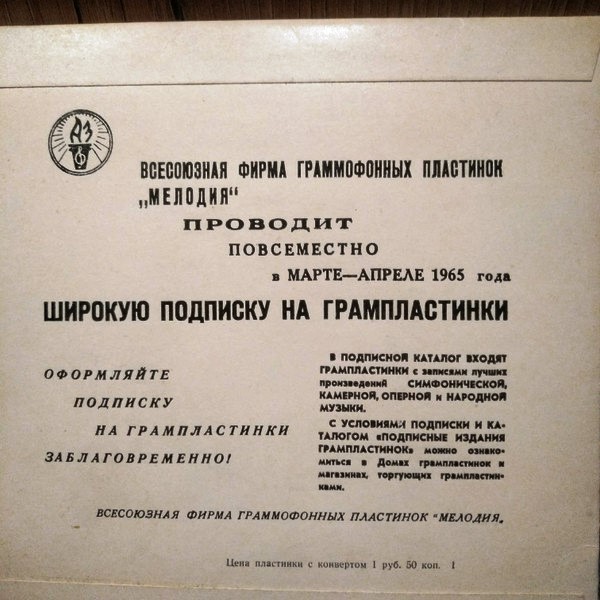 АЗ
ВСЕСОЮЗНАЯ ФИРМА ГРАММОФОННЫХ ПЛАСТИНОК
„МЕЛОДИЯ“
ПРОВОДИТ
ПОВСЕМЕСТНО
в МАРТЕ—АПРЕЛЕ 1965 года
ШИРОКУЮ ПОДПИСКУ НА ГРАМПЛАСТИНКИ
ОФОРМЛЯЙТЕ
ПОДПИСКУ
НА ГРАМПЛАСТИНКИ
ЗАБЛАГОВРЕМЕННО!
В ПОДПИСНОЙ КАТАЛОГ ВХОДЯТ
ГРАМПЛАСТИНКИ с записями лучших
произведений СИМФОНИЧЕСКОЙ,
КАМЕРНОЙ, ОПЕРНОЙ и НАРОДНОЙ
МУЗЫКИ.
С УСЛОВИЯМИ ПОДПИСКИ И КА-
ТАЛОГОМ «ПОДПИСНЫЕ ИЗДАНИЯ
ГРАМПЛАСТИНОК» можно ознако-
миться в Домах грампластинок и
магазинах, торгующих грампластин-
ками.
ВСЕСОЮЗНАЯ ФИРМА ГРАММОФОННЫХ ПЛАСТИНОК "МЕЛОДИЯ„
Цена пластинки с конвертом 1 руб. 50 коп. 1